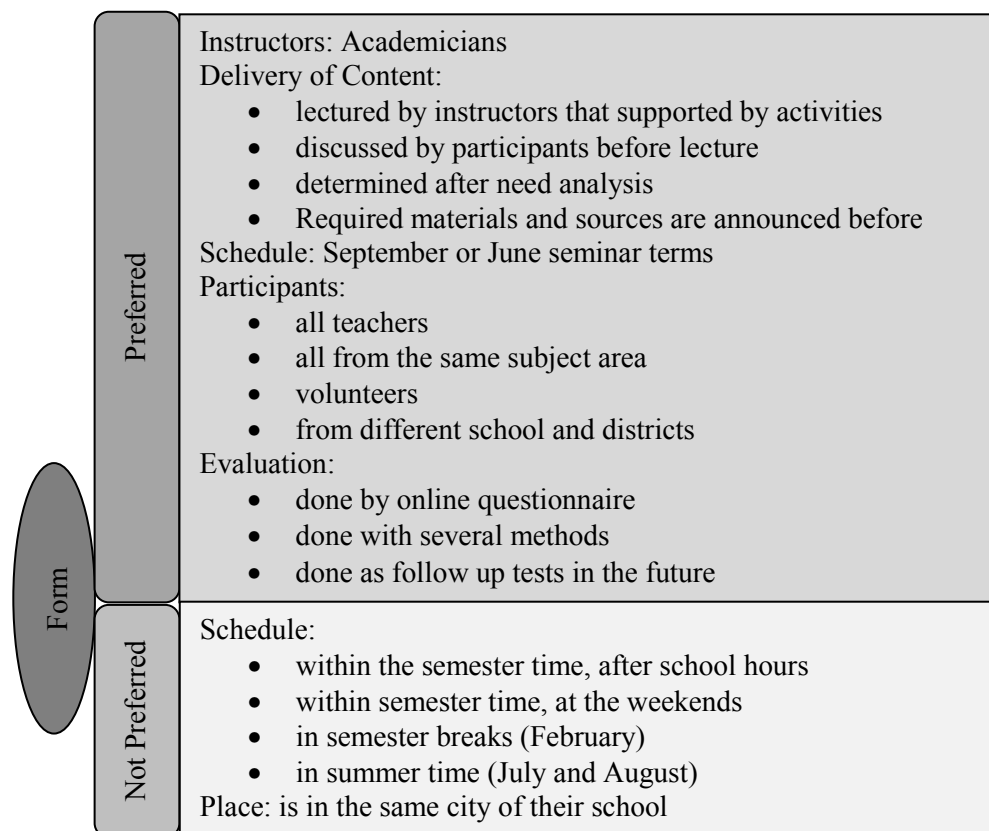 Form
Preferred
Instructors: Academicians
Delivery of Content:
• lectured by instructors that supported by activities
• discussed by participants before lecture
• determined after need analysis
• Required materials and sources are announced before
Schedule: September or June seminar terms
Participants:
• all teachers
• all from the same subject area
• volunteers
• from different school and districts
Evaluation:
• done by online questionnaire
• done with several methods
• done as follow up tests in the future
Not Preferred
Schedule:
• within the semester time, after school hours
• within semester time, at the weekends
• in semester breaks (February)
• in summer time (July and August)
Place: is in the same city of their school